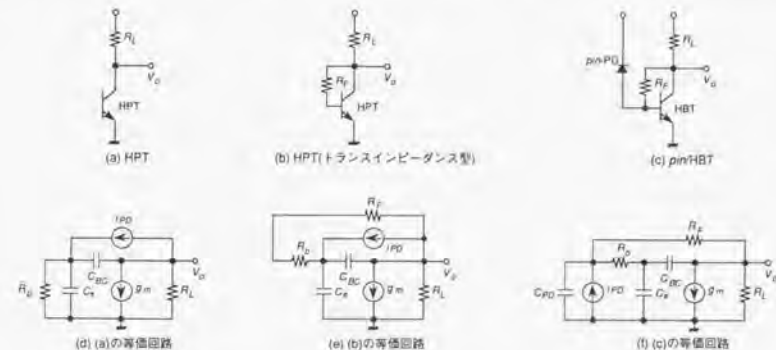 R_L
V_o
HPT
(a) HPT
R_L
R_F
V_o
HPT
(b) HPT(トランスインピーダンス型)
pin-PD
R_L
R_F
V_o
HBT
(c) pin/HBT
i_PD
C_BC
V_o
C_π
g_m
R_L
(d) (a)の等価回路
R_F
R_b
i_PD
C_BC
V_o
C_π
g_m
R_L
(e) (b)の等価回路
R_F
R_b
C_BC
V_o
C_PD
i_PD
C_π
g_m
R_L
(f) (c)の等価回路